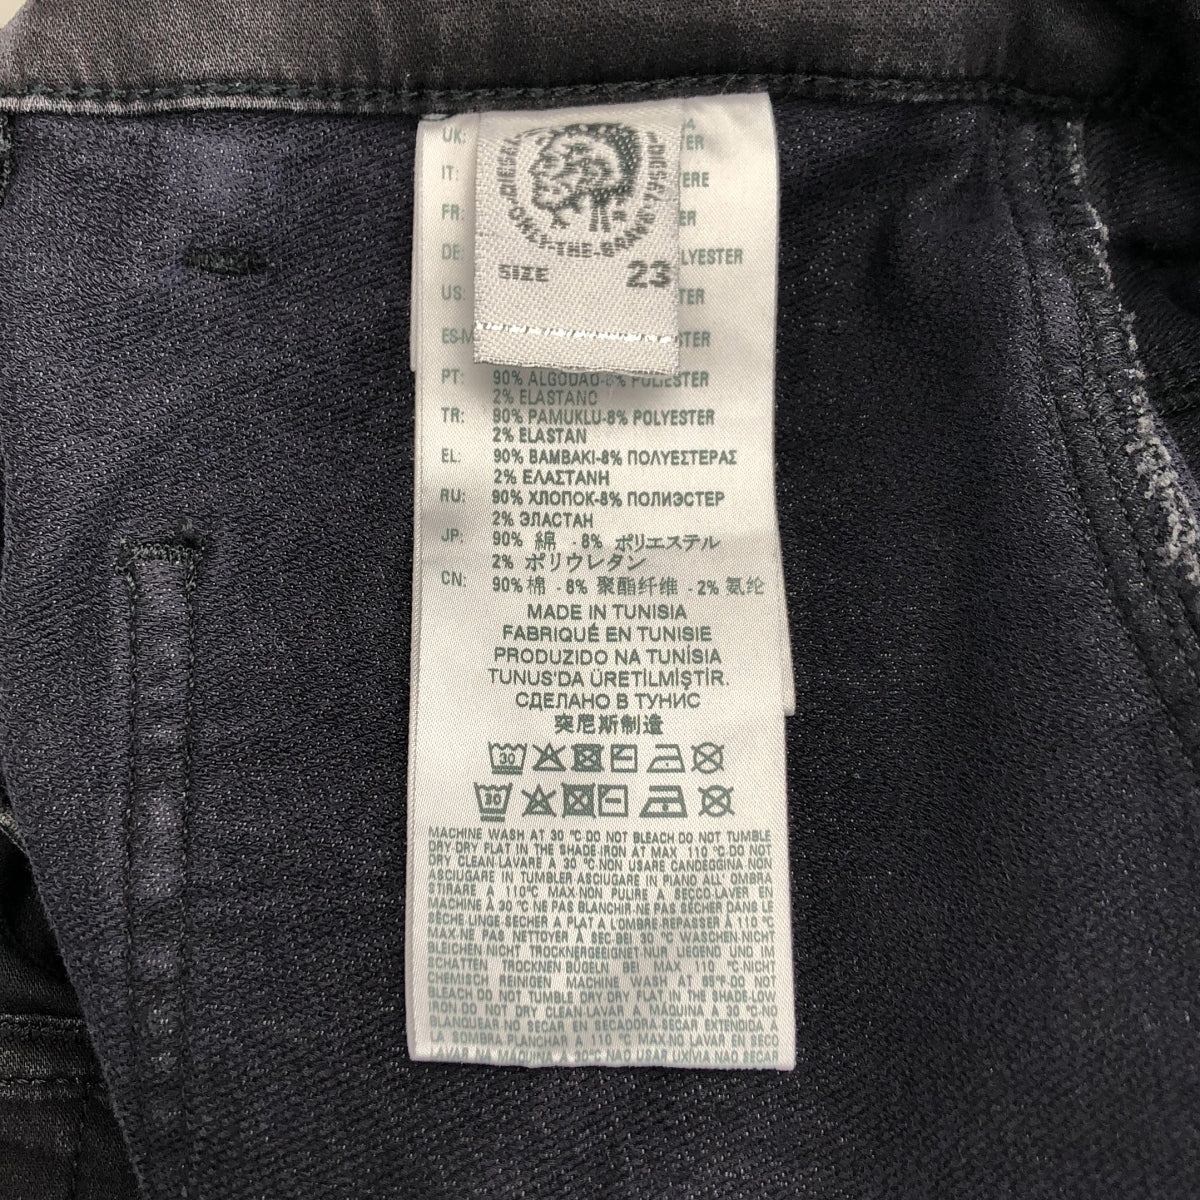 UK:
IT:
FR:
DE: LYESTER
US:
ES-M
DIESEL
ONLY-THE-BRAVE
DIESEL
SIZE 23
PT: 90% ALGODAO-8% POLIESTER
2% ELASTANO
TR: 90% PAMUKLU-8% POLYESTER
2% ELASTAN
EL: 90% ΒΑΜΒΑΚΙ-8% ΠΟΛΥΕΣΤΕΡΑΣ
2% ΕΛΑΣΤΑΝΗ
RU: 90% ХЛОПОК-8% ПОЛИЭСТЕР
2% ЭЛАСТАН
JP: 90% 綿 -8% ポリエステル
2% ポリウレタン
CN: 90% 棉 -8% 聚酯纤维 -2% 氨纶
MADE IN TUNISIA
FABRIQUÉ EN TUNISIE
PRODUZIDO NA TUNÍSIA
TUNUS'DA ÜRETİLMİŞTİR.
СДЕЛАНО В ТУНИС
突尼斯制造
30
30
MACHINE WASH AT 30 °C-DO NOT BLEACH-DO NOT TUMBLE
DRY-DRY FLAT IN THE SHADE-IRON AT MAX 110 °C-DO NOT
DRY CLEAN-LAVARE A 30 °C-NON USARE CANDEGGINA-NON
ASCIUGARE IN TUMBLER-ASCIUGARE IN PIANO ALL' OMBRA
STIRARE A 110°C MAX-NON PULIRE A SECCO-LAVER EN
MACHINE À 30 °C-NE PAS BLANCHIR-NE PAS SÉCHER DANS LE
SÈCHE LINGE-SÉCHER À PLAT À L'OMBRE-REPASSER À 110 °C
MAX-NE PAS NETTOYER À SEC-BEI 30 °C WASCHEN-NICHT
BLEICHEN-NICHT TROCKNERGEEIGNET-NUR LIEGEND UND IM
SCHATTEN TROCKNEN-BÜGELN BEI MAX 110 °C-NICHT
CHEMISCH REINIGEN MACHINE WASH AT 85°F-DO NOT
BLEACH-DO NOT TUMBLE DRY-DRY FLAT IN THE SHADE-LOW
IRON-DO NOT DRY CLEAN-LAVAR A MÁQUINA A 30 °C-NO
BLANQUEAR-NO SECAR EN SECADORA-SECAR EXTENDIDA A
LA SOMBRA-PLANCHAR A 110 °C MAX-NO LAVAR EN
SECO-LAVAR NA MÁQUINA A 30°C-NÃO USAR LIXÍVIA-NÃO SECAR